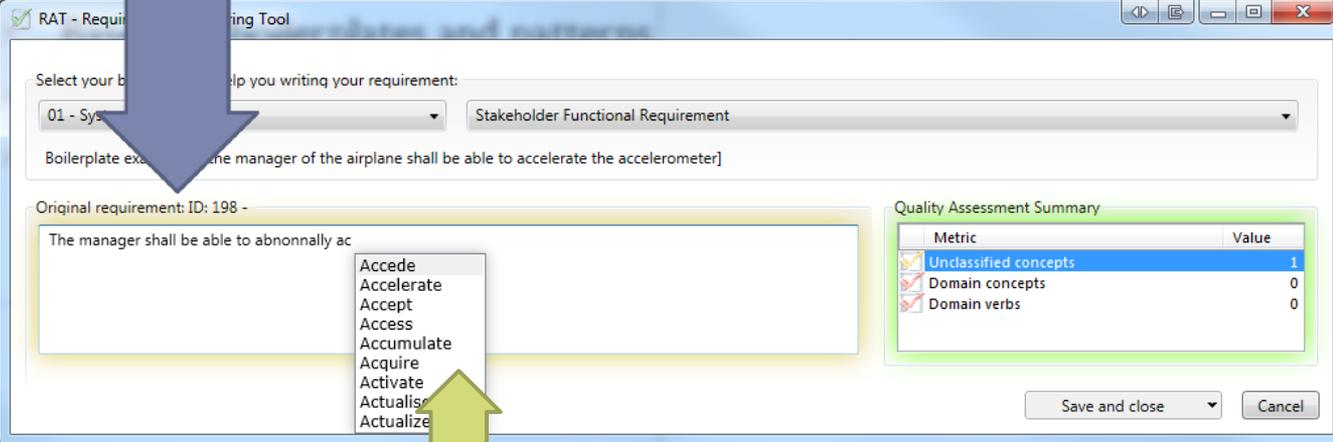 RAT - Requi ring Tool
Select your b lp you writing your requirement:
01 - Sys
Stakeholder Functional Requirement
Boilerplate ex he manager of the airplane shall be able to accelerate the accelerometer]
Original requirement: ID: 198 -
The manager shall be able to abnonnally ac
Accede
Accelerate
Accept
Access
Accumulate
Acquire
Activate
Actualis
Actualize
Quality Assessment Summary
Metric Value
Unclassified concepts 1
Domain concepts 0
Domain verbs 0
Save and close
Cancel